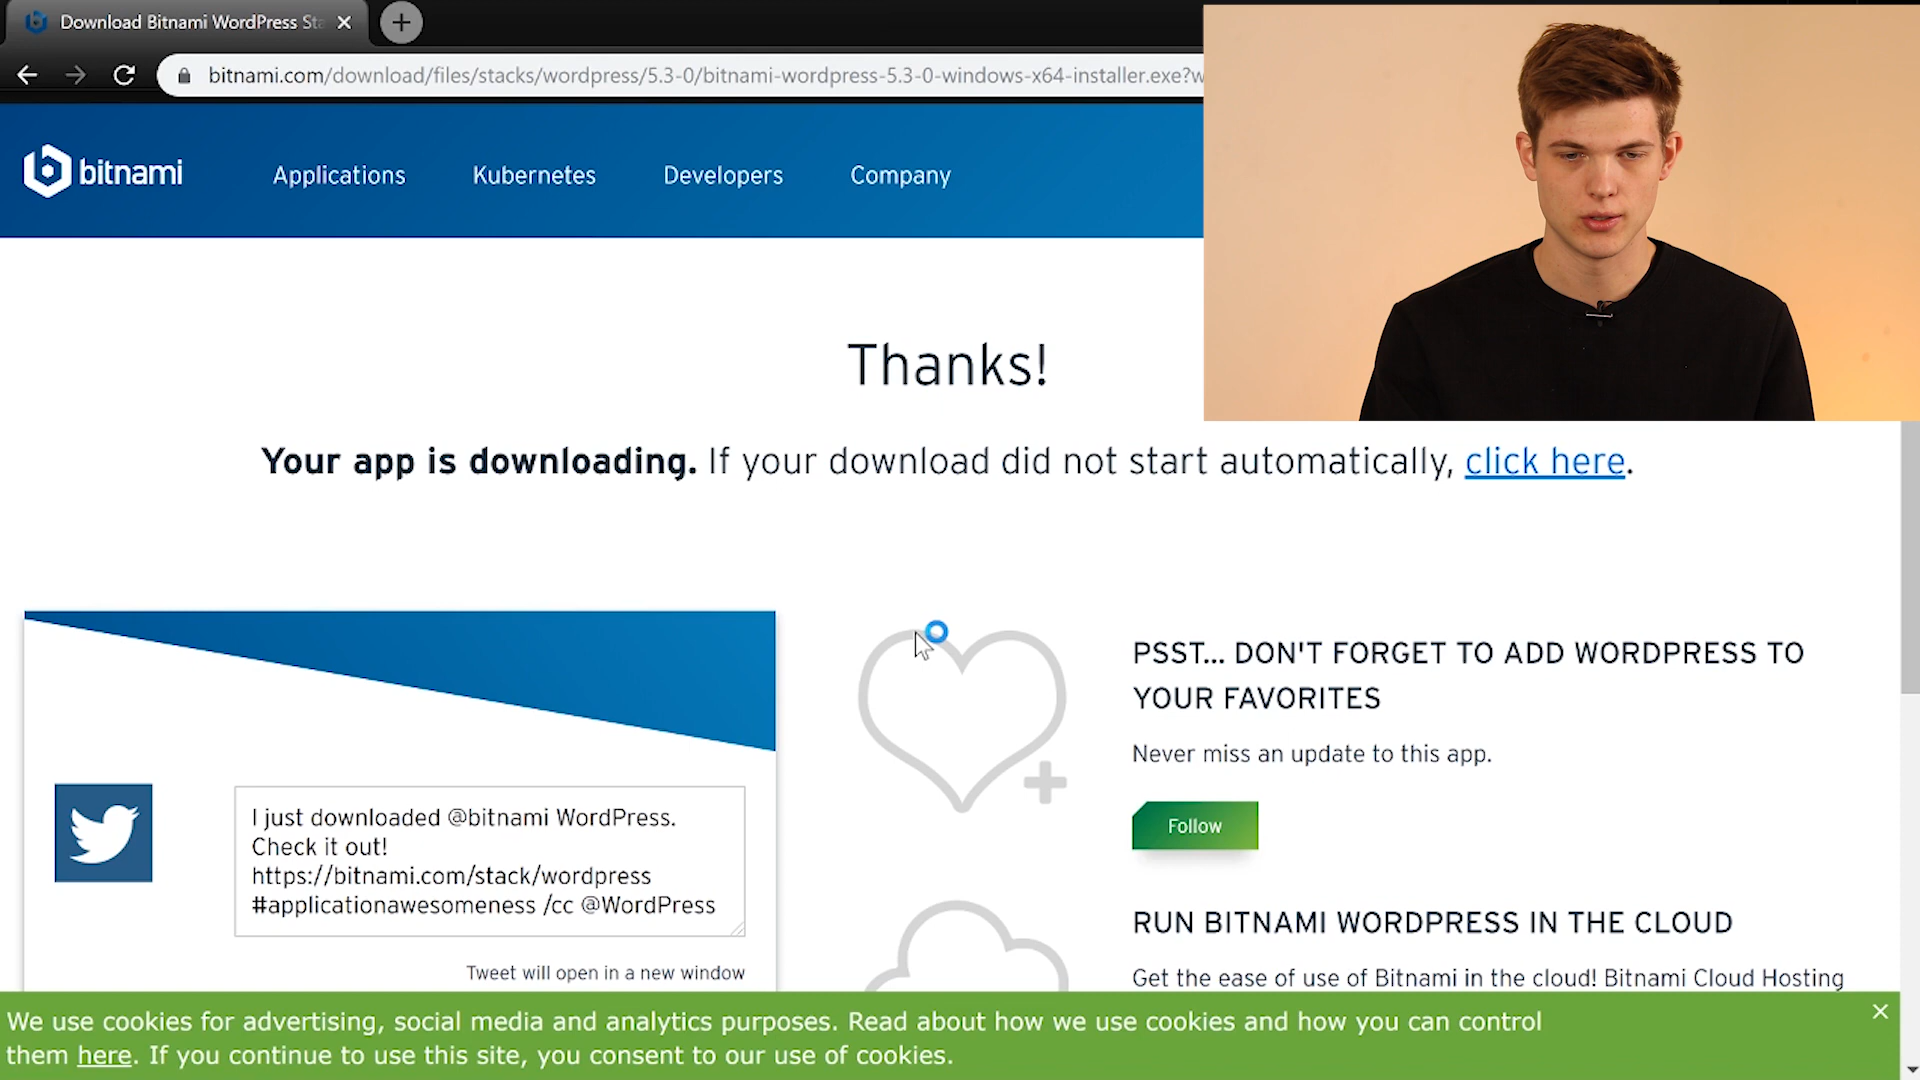 Download Bitnami WordPress Sta
bitnami.com/download/files/stacks/wordpress/5.3-0/bitnami-wordpress-5.3-0-windows-x64-installer.exe?w
bitnami
Applications
Kubernetes
Developers
Company
Thanks!
Your app is downloading. If your download did not start automatically, click here.
I just downloaded @bitnami WordPress.
Check it out!
https://bitnami.com/stack/wordpress
#applicationawesomeness /cc @WordPress
Tweet will open in a new window
PSST... DON'T FORGET TO ADD WORDPRESS TO
YOUR FAVORITES
Never miss an update to this app.
Follow
RUN BITNAMI WORDPRESS IN THE CLOUD
Get the ease of use of Bitnami in the cloud! Bitnami Cloud Hosting
We use cookies for advertising, social media and analytics purposes. Read about how we use cookies and how you can control
them here. If you continue to use this site, you consent to our use of cookies.